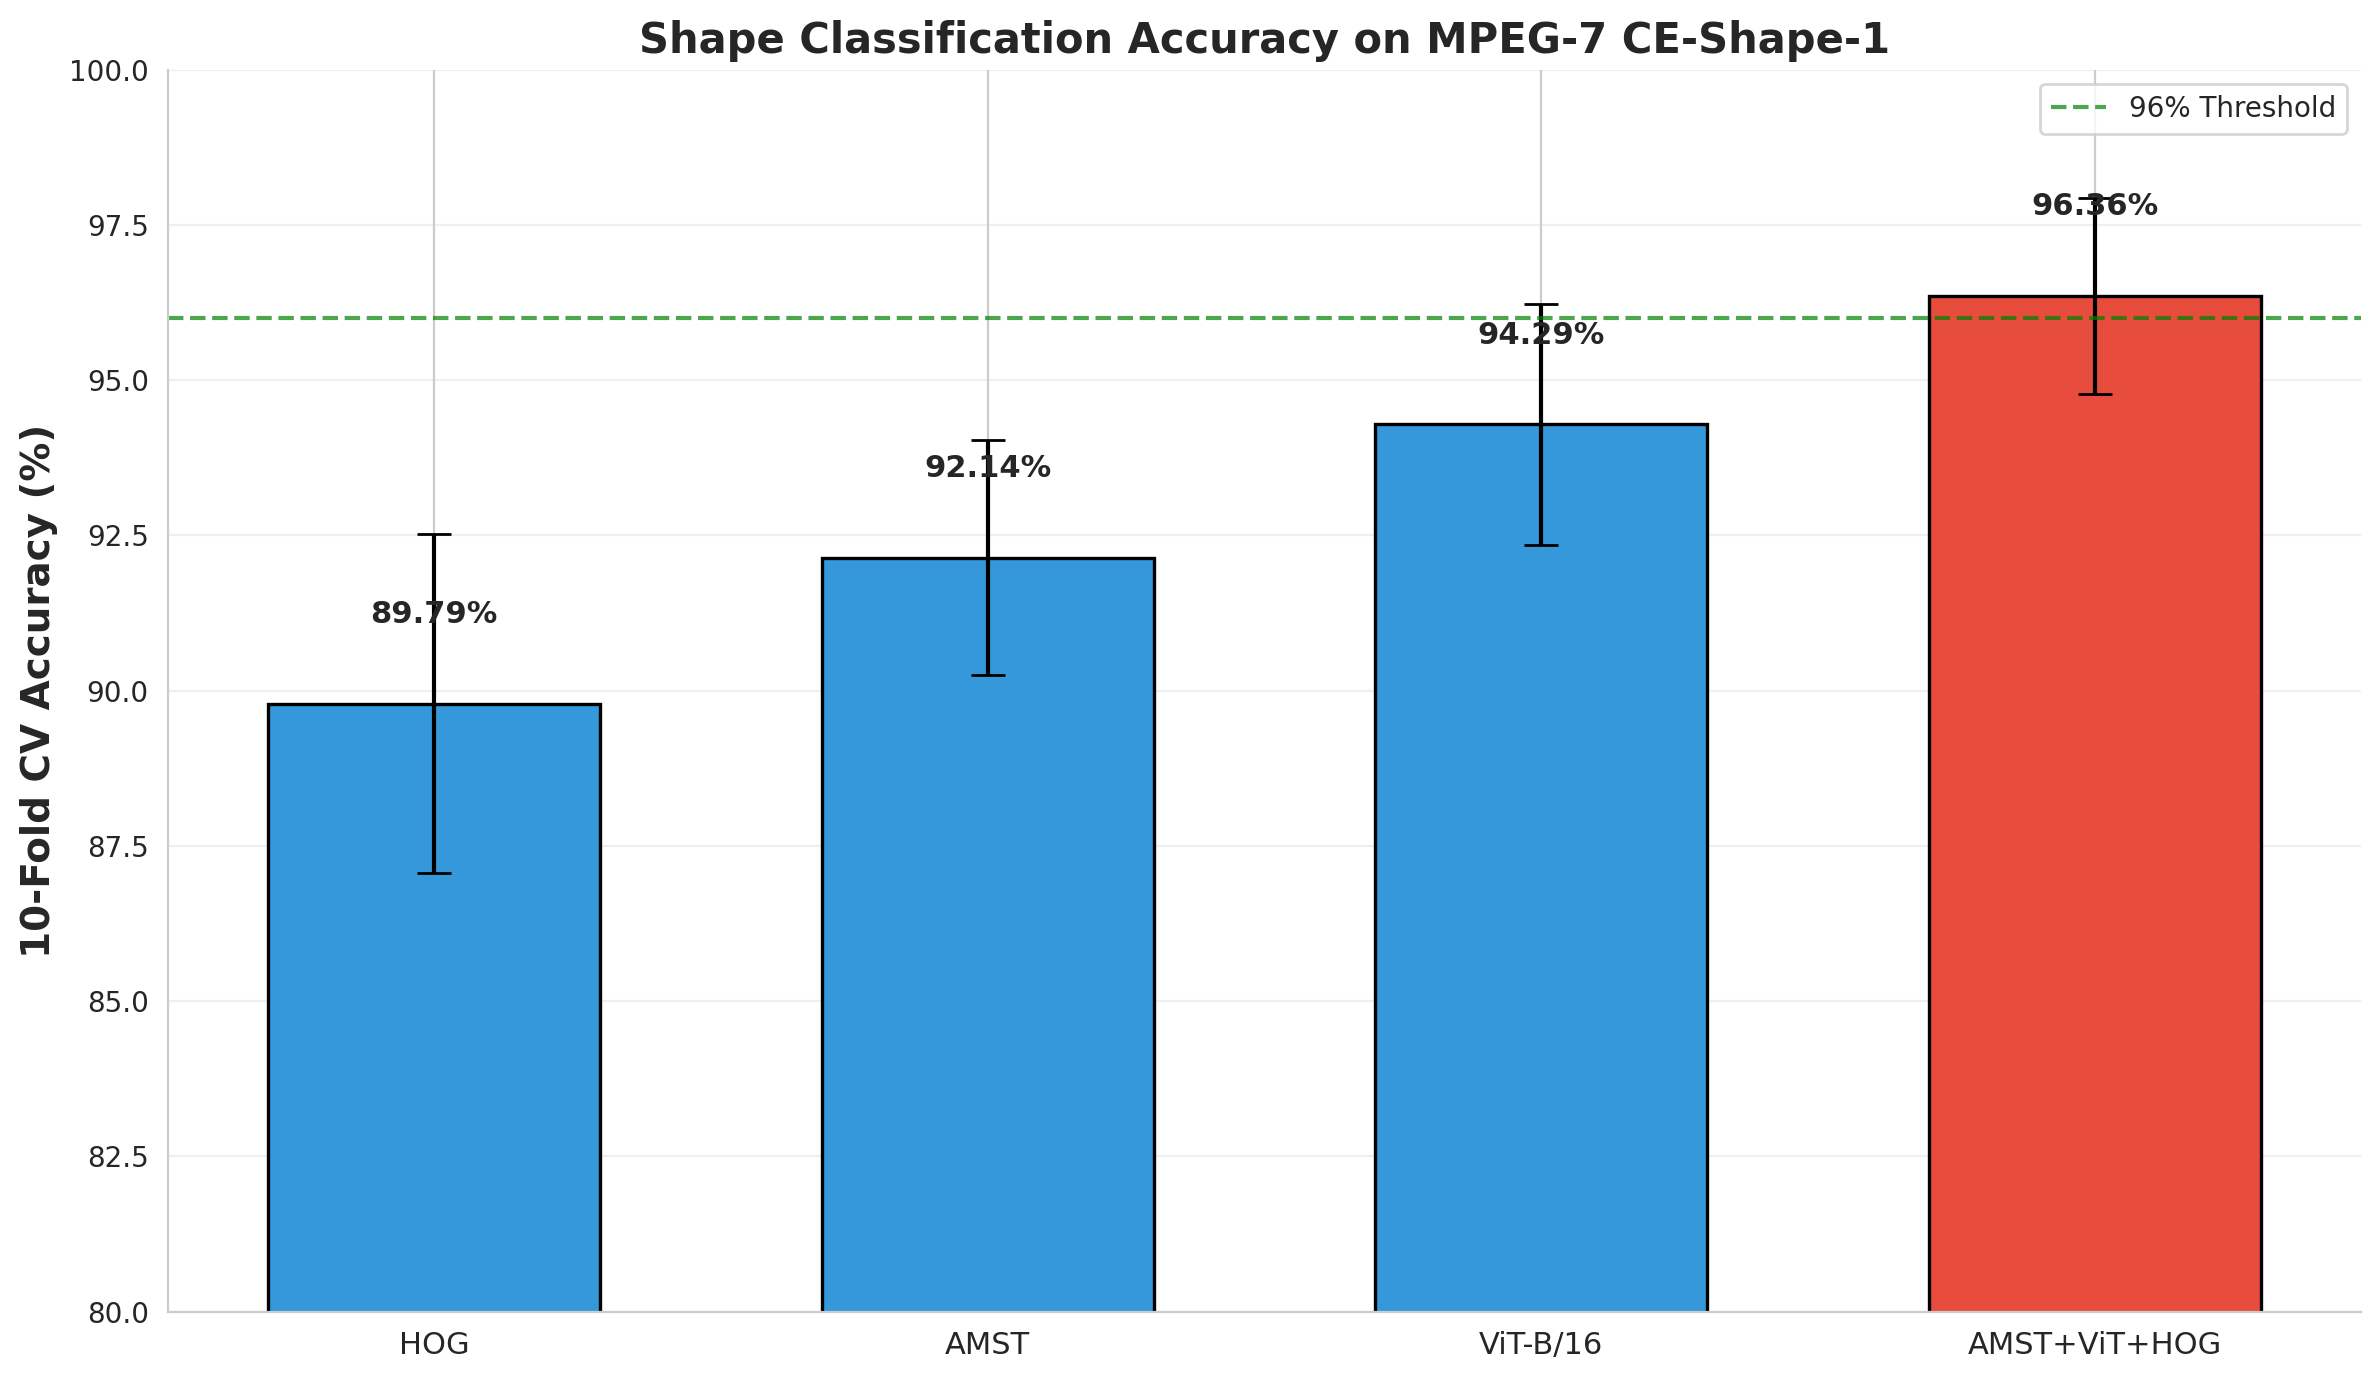 Shape Classification Accuracy on MPEG-7 CE-Shape-1
96% Threshold
10-Fold CV Accuracy (%)
100.0
97.5
95.0
92.5
90.0
87.5
85.0
82.5
80.0
89.79%
92.14%
94.29%
96.36%
HOG
AMST
ViT-B/16
AMST+ViT+HOG